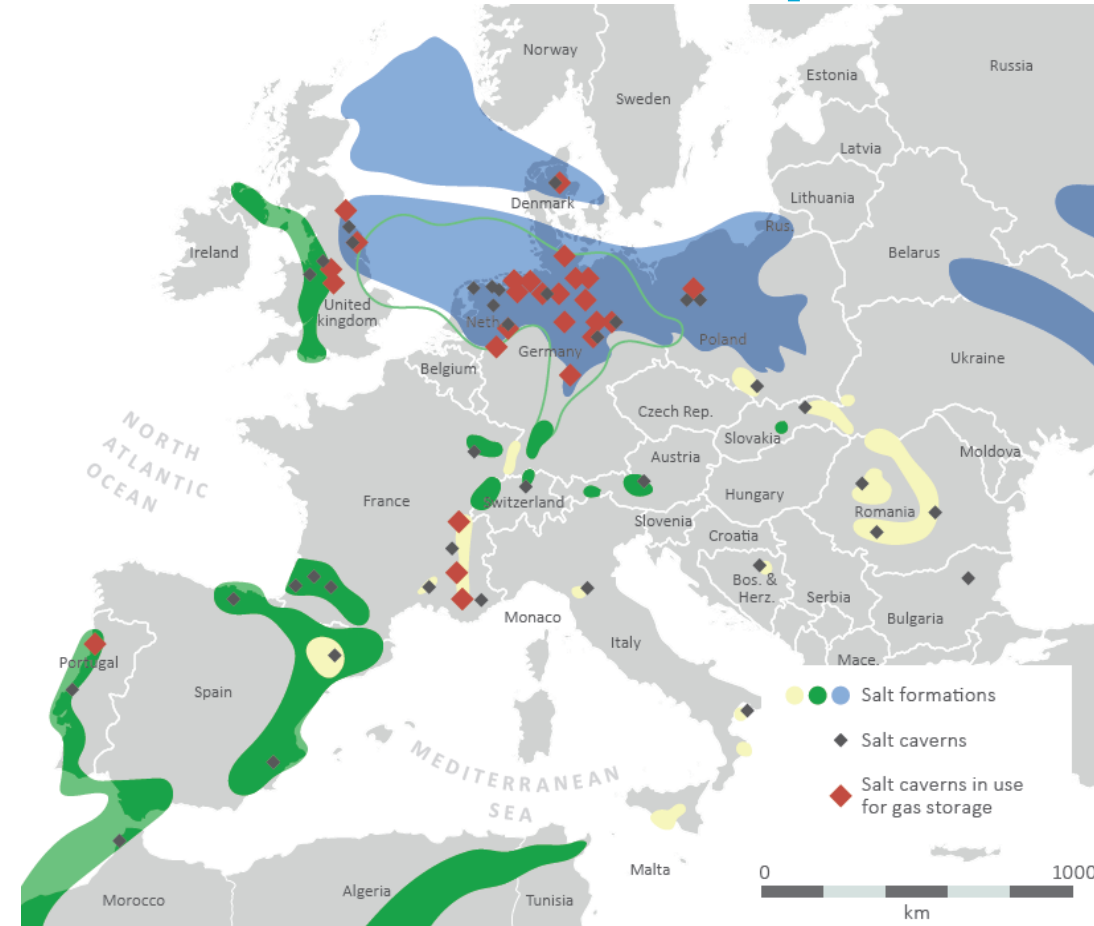 Norway
Sweden
Estonia
Russia
Latvia
Lithuania
Rus.
Belarus
Denmark
Ireland
United
kingdom
Neth.
Germany
Poland
Ukraine
Belgium
Czech Rep.
Slovakia
Moldova
NORTH
ATLANTIC
OCEAN
France
Switzerland
Austria
Hungary
Romania
Slovenia
Croatia
Bos. &
Herz.
Serbia
Bulgaria
Monaco
Italy
Mace.
Portugal
Spain
MEDITERRANEAN
SEA
Malta
Morocco
Algeria
Tunisia
Salt formations
Salt caverns
Salt caverns in use
for gas storage
0 1000
km